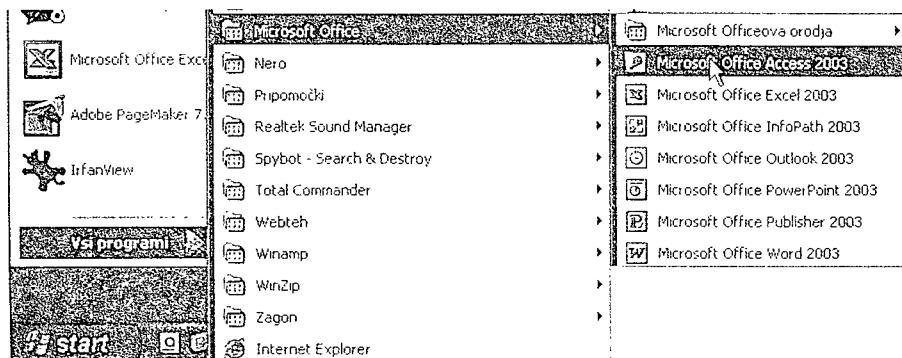 Microsoft Office Exce
Adobe PageMaker 7
IrfanView
Vsi programi
start
Microsoft Office
Nero
Pripomočki
Realtek Sound Manager
Spybot - Search & Destroy
Total Commander
Webteh
Winamp
WinZip
Zagon
Internet Explorer
Microsoft Officeova orodja
Microsoft Office Access 2003
Microsoft Office Excel 2003
Microsoft Office InfoPath 2003
Microsoft Office Outlook 2003
Microsoft Office PowerPoint 2003
Microsoft Office Publisher 2003
Microsoft Office Word 2003